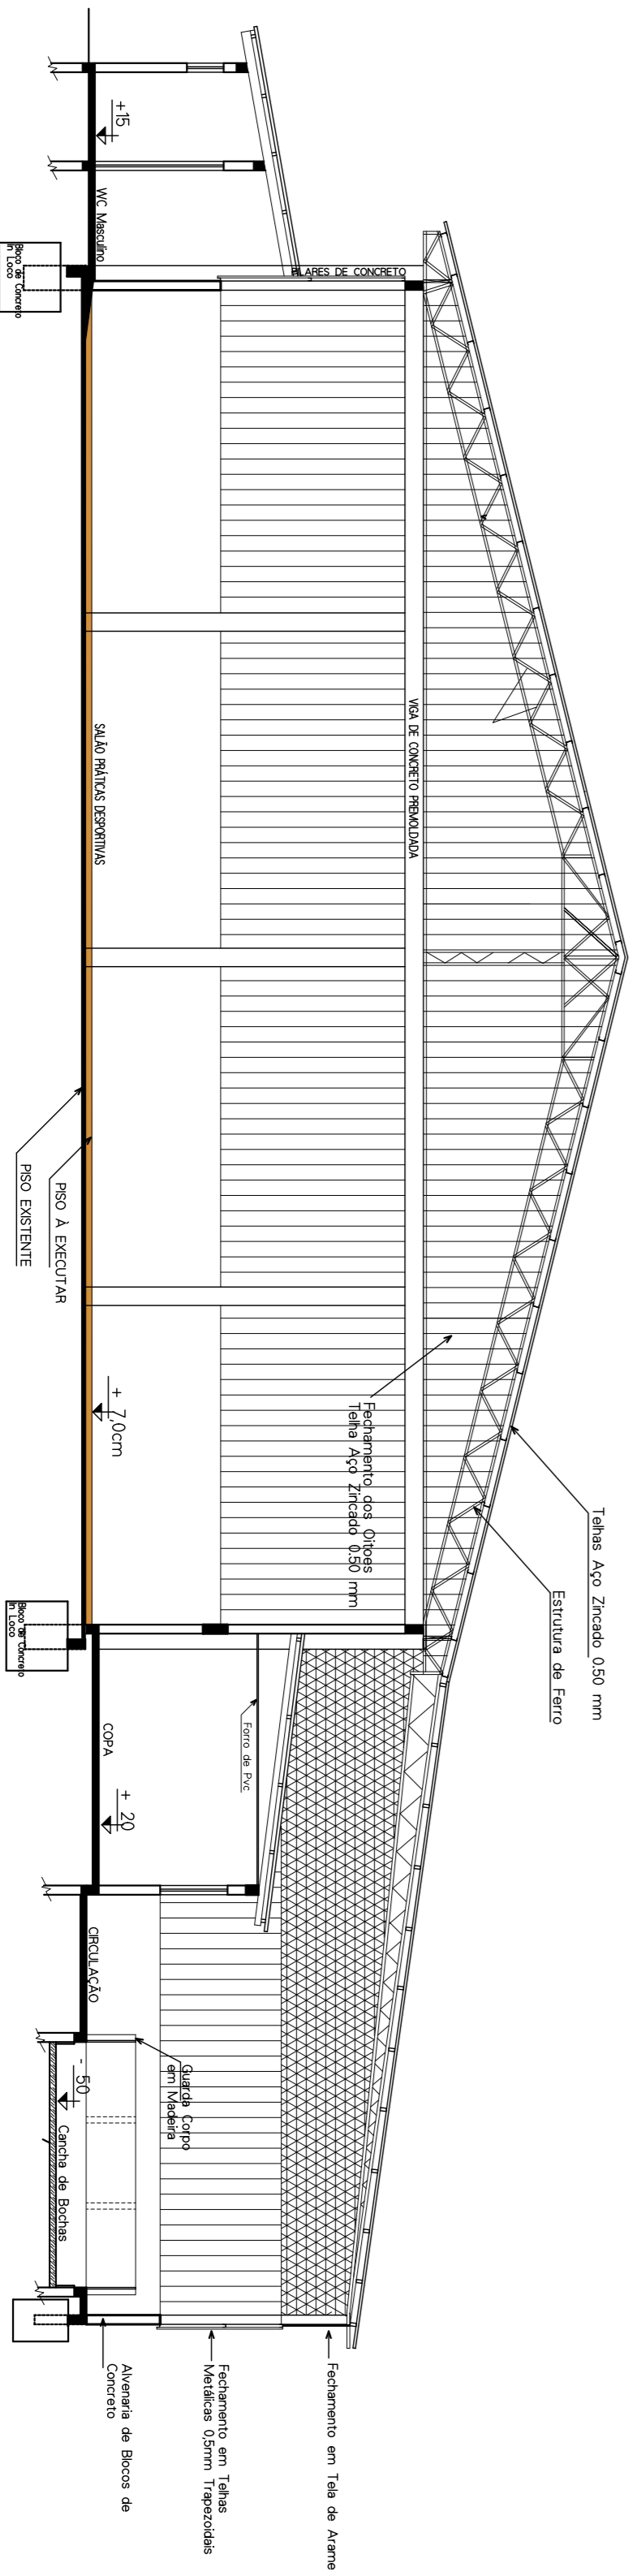 Telhas Aço Zincado 0.50 mm
Estrutura de Ferro
Fechamento dos Oitoes
Telha Aço Zincado 0.50 mm
PILARES DE CONCRETO
VIGA DE CONCRETO PREMOLDADA
+15
WC Masculino
Bloco de Concreto
In Loco
SALÃO PRÁTICAS DESPORTIVAS
PISO À EXECUTAR
PISO EXISTENTE
+ 7,0cm
Bloco de Concreto
In Loco
Forro de Pvc
COPA
+ 20
CIRCULAÇÃO
Guarda Corpo
em Madeira
- 50
Cancha de Bochas
Fechamento em Tela de Arame
Fechamento em Telhas
Metálicas 0,5mm Trapezoidais
Alvenaria de Blocos de
Concreto